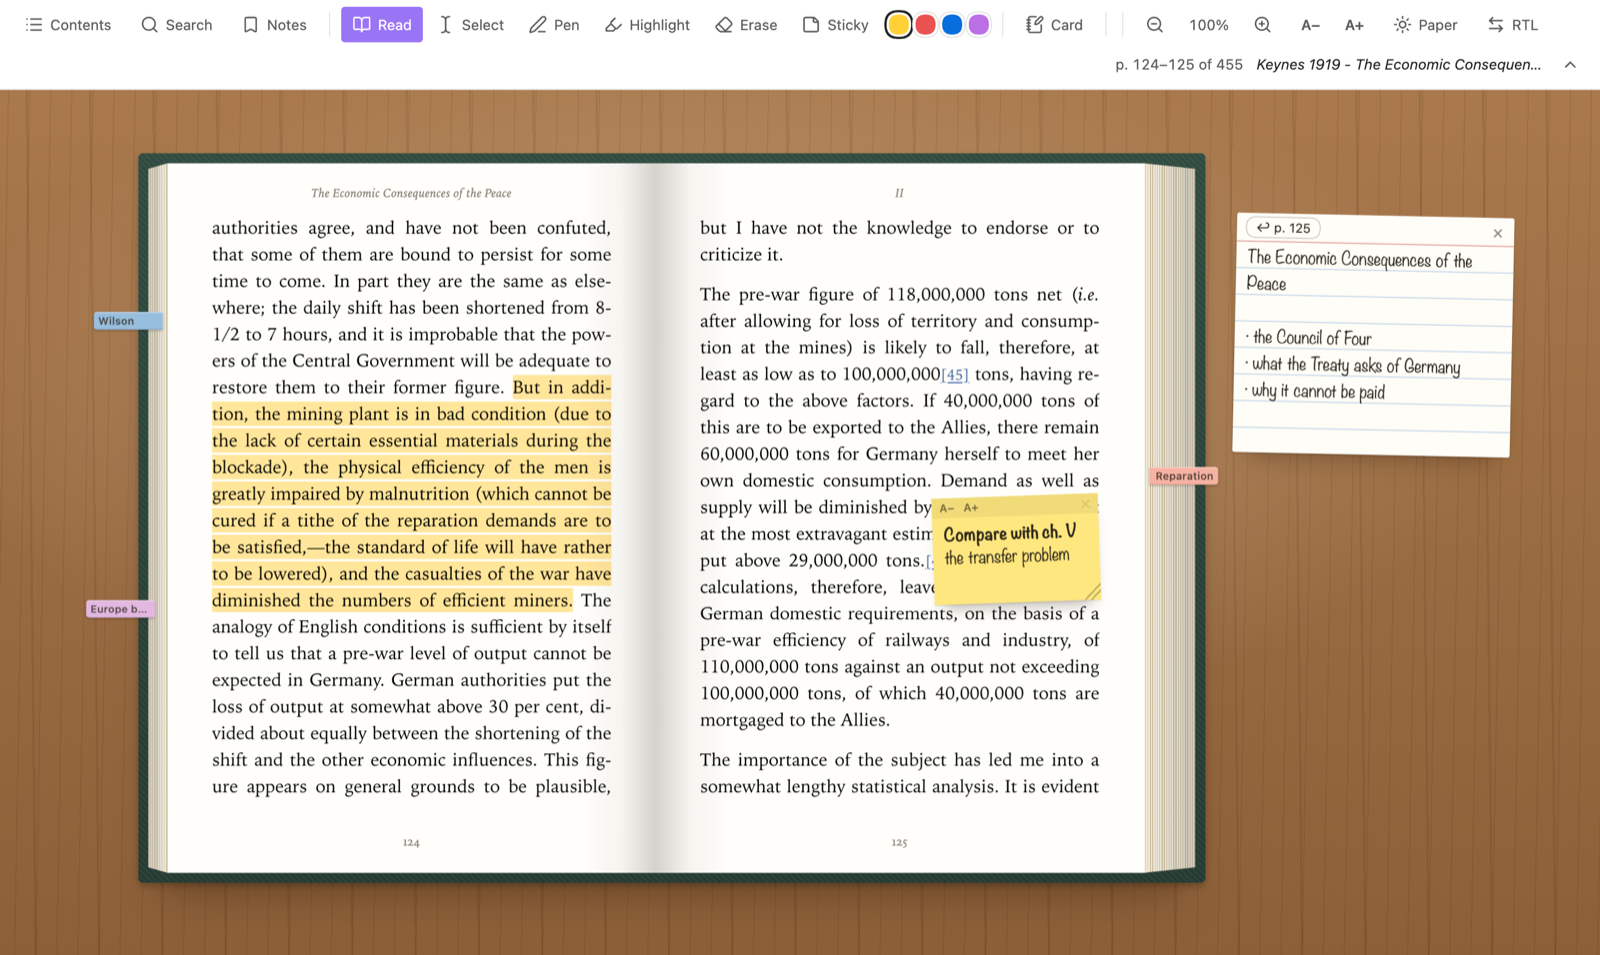 Contents Search Notes Read Select Pen Highlight Erase Sticky Card 100% A− A+ Paper RTL
p. 124–125 of 455 Keynes 1919 - The Economic Consequen...
The Economic Consequences of the Peace
authorities agree, and have not been confuted,
that some of them are bound to persist for some
time to come. In part they are the same as else-
where; the daily shift has been shortened from 8-
1/2 to 7 hours, and it is improbable that the pow-
ers of the Central Government will be adequate to
restore them to their former figure. But in addi-
tion, the mining plant is in bad condition (due to
the lack of certain essential materials during the
blockade), the physical efficiency of the men is
greatly impaired by malnutrition (which cannot be
cured if a tithe of the reparation demands are to
be satisfied,—the standard of life will have rather
to be lowered), and the casualties of the war have
diminished the numbers of efficient miners. The
analogy of English conditions is sufficient by itself
to tell us that a pre-war level of output cannot be
expected in Germany. German authorities put the
loss of output at somewhat above 30 per cent, di-
vided about equally between the shortening of the
shift and the other economic influences. This fig-
ure appears on general grounds to be plausible,
124
Wilson
Europe b...
II
but I have not the knowledge to endorse or to
criticize it.
The pre-war figure of 118,000,000 tons net (i.e.
after allowing for loss of territory and consump-
tion at the mines) is likely to fall, therefore, at
least as low as to 100,000,000[45] tons, having re-
gard to the above factors. If 40,000,000 tons of
this are to be exported to the Allies, there remain
60,000,000 tons for Germany herself to meet her
own domestic consumption. Demand as well as
supply will be diminished by
at the most extravagant estim
put above 29,000,000 tons.[
calculations, therefore, leave
German domestic requirements, on the basis of a
pre-war efficiency of railways and industry, of
110,000,000 tons against an output not exceeding
100,000,000 tons, of which 40,000,000 tons are
mortgaged to the Allies.
The importance of the subject has led me into a
somewhat lengthy statistical analysis. It is evident
125
A− A+
Compare with ch. V
the transfer problem
Reparation
p. 125
The Economic Consequences of the
Peace
· the Council of Four
· what the Treaty asks of Germany
· why it cannot be paid